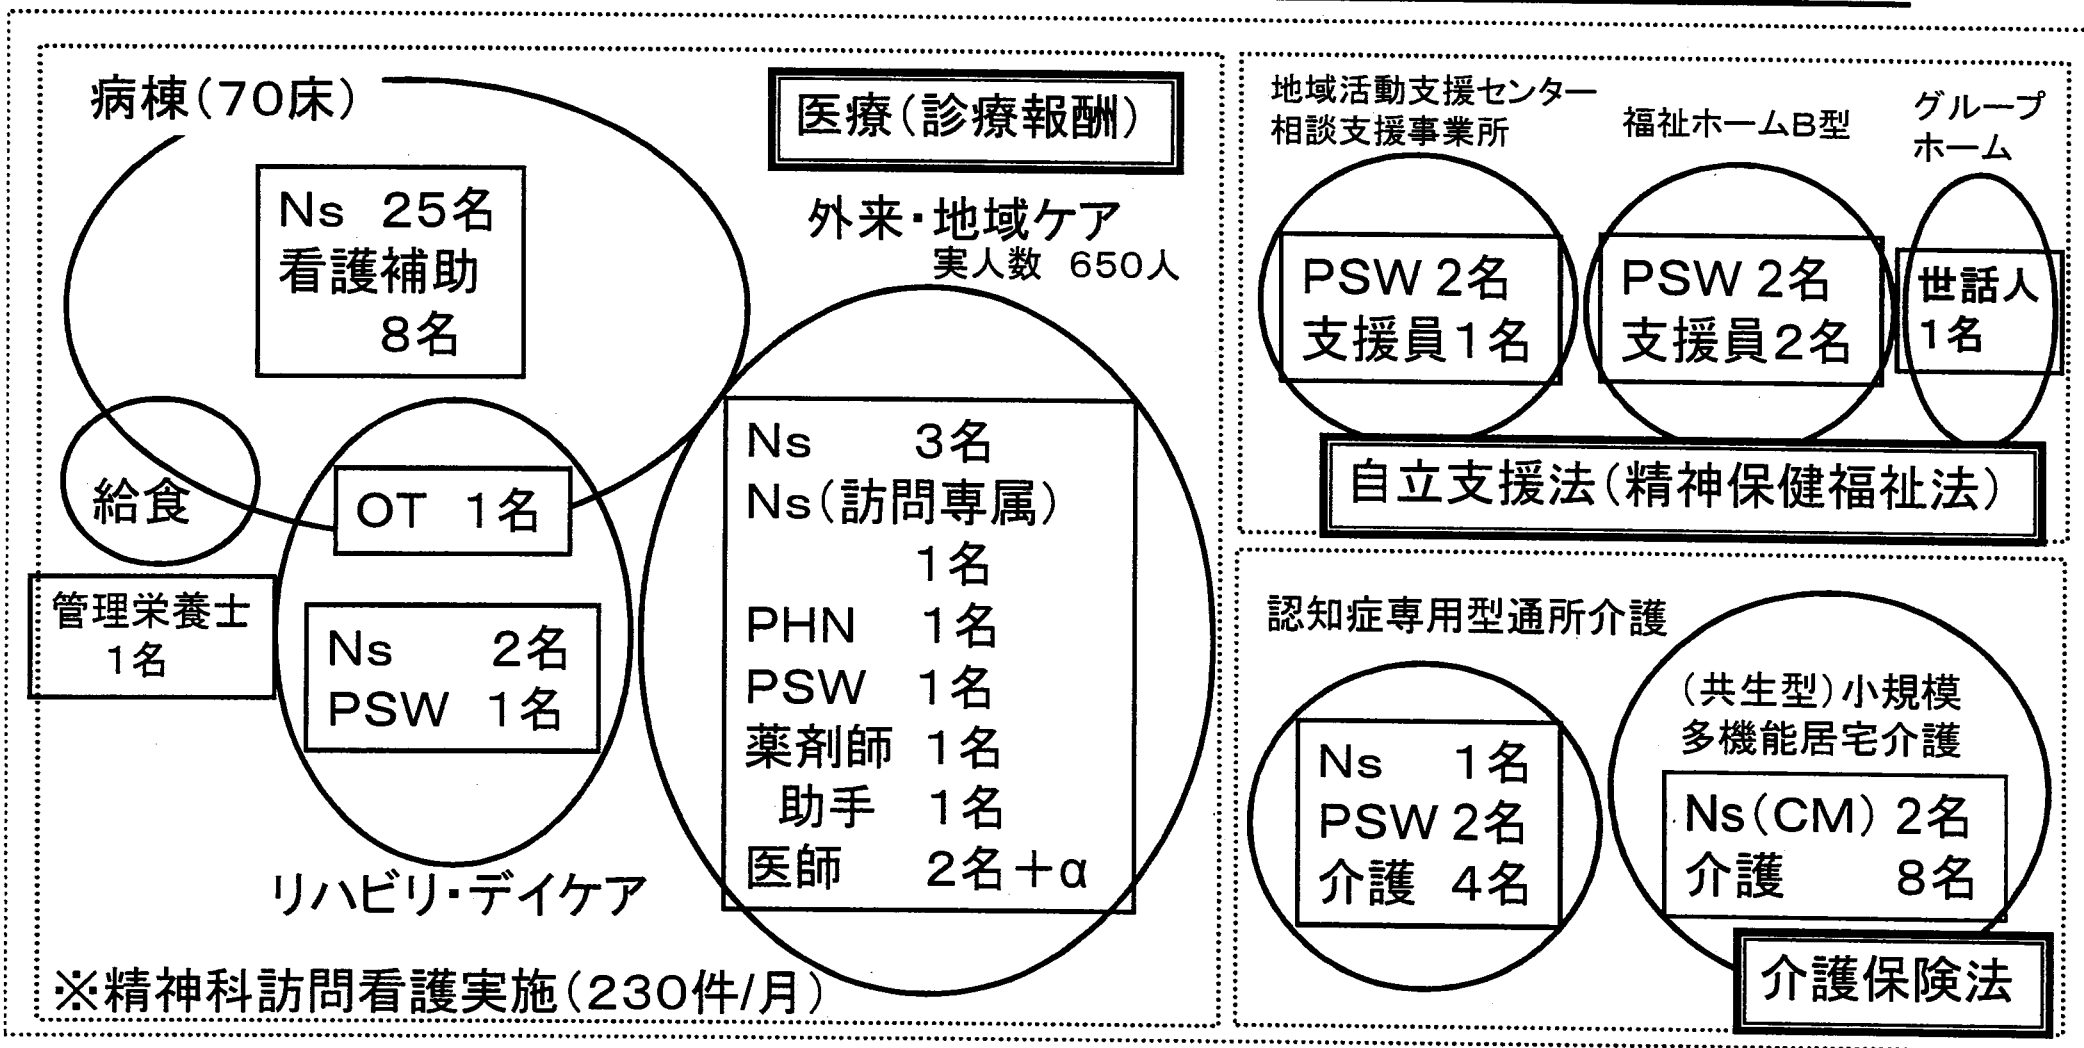 病棟(70床)
医療(診療報酬)
Ns 25名
看護補助
8名
外来・地域ケア
実人数 650人
給食
OT 1名
管理栄養士
1名
Ns 2名
PSW 1名
リハビリ・デイケア
Ns 3名
Ns(訪問専属)
1名
PHN 1名
PSW 1名
薬剤師 1名
助手 1名
医師 2名+α
※精神科訪問看護実施(230件/月)
地域活動支援センター
相談支援事業所
福祉ホームB型
グループ
ホーム
PSW 2名
支援員1名
PSW 2名
支援員2名
世話人
1名
自立支援法(精神保健福祉法)
認知症専用型通所介護
Ns 1名
PSW 2名
介護 4名
(共生型)小規模
多機能居宅介護
Ns(CM) 2名
介護 8名
介護保険法